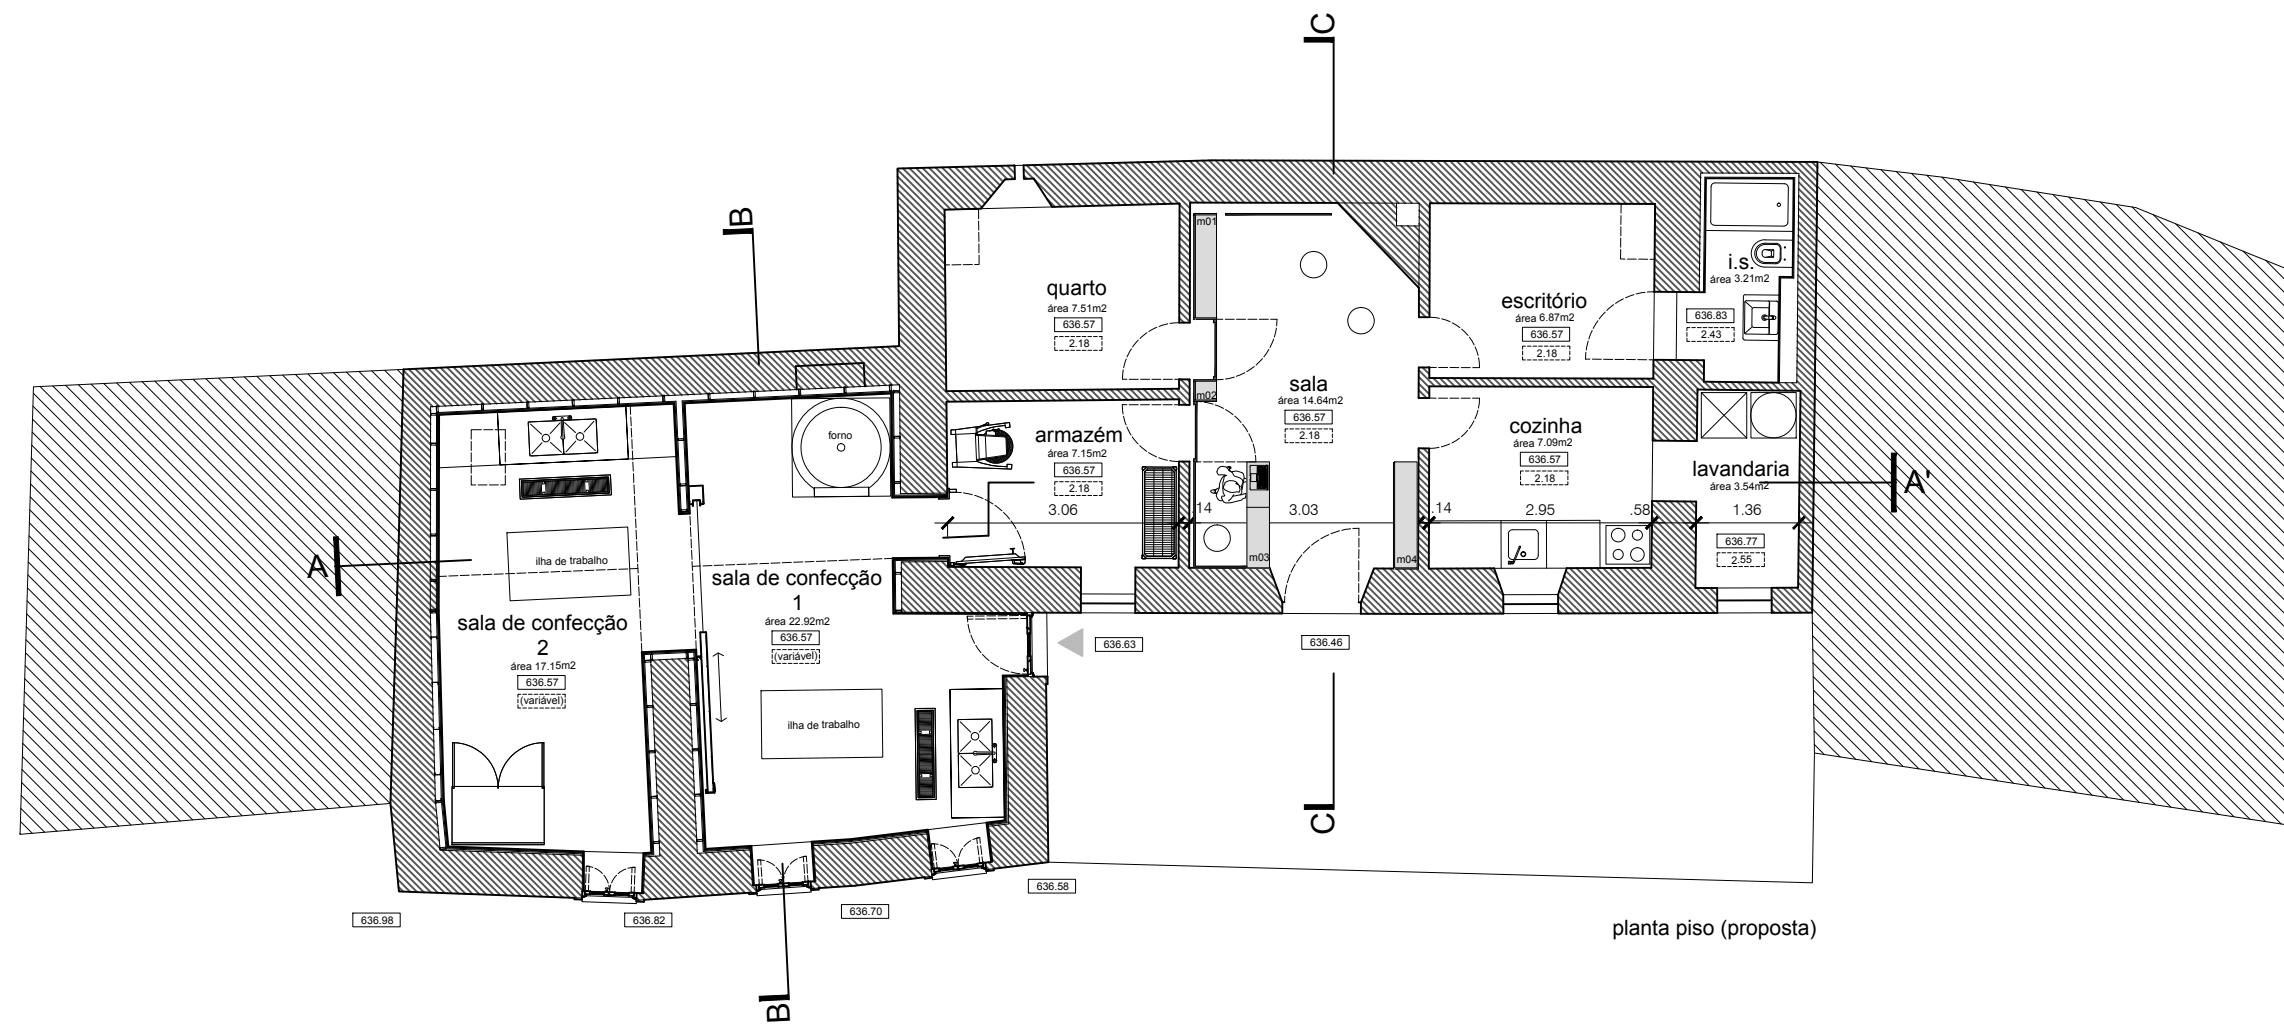 C
B
m01
quarto
área 7.51m2
636.57
2.18
escritório
área 6.87m2
636.57
2.18
i.s.
área 3.21m2
636.83
2.43
m02
sala
área 14.64m2
636.57
2.18
forno
armazém
área 7.15m2
636.57
2.18
cozinha
área 7.09m2
636.57
2.18
lavandaria
área 3.54m2
A'
3.06
.14
3.03
.14
2.95
.58
1.36
636.77
2.55
m03
m04
A
ilha de trabalho
sala de confecção
2
área 17.15m2
636.57
(variável)
sala de confecção
1
área 22.92m2
636.57
(variável)
636.63
636.46
ilha de trabalho
C
636.98
636.82
636.70
636.58
planta piso (proposta)
B